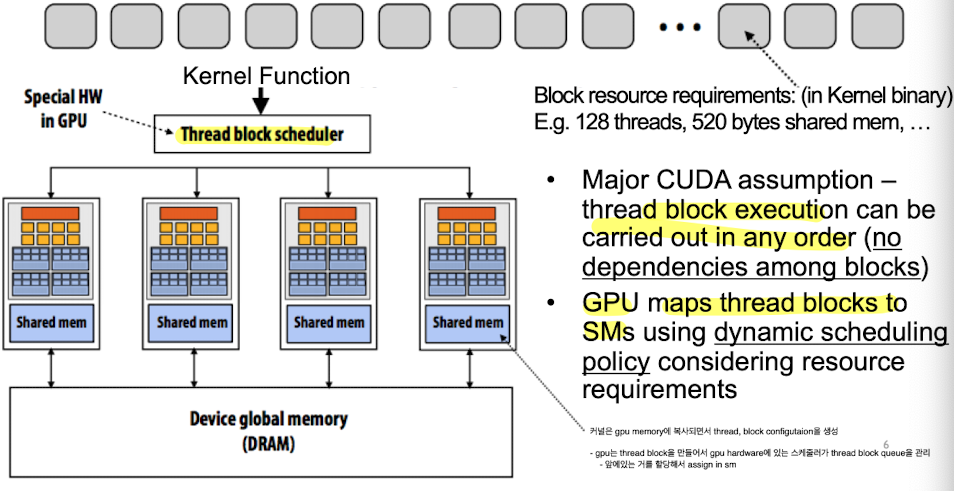 Kernel Function
Special HW
in GPU
Thread block scheduler
Block resource requirements: (in Kernel binary)
E.g. 128 threads, 520 bytes shared mem, …
• Major CUDA assumption –
thread block execution can be
carried out in any order (no
dependencies among blocks)
• GPU maps thread blocks to
SMs using dynamic scheduling
policy considering resource
requirements
Shared mem
Shared mem
Shared mem
Shared mem
Device global memory
(DRAM)
커널은 gpu memory에 복사되면서 thread, block configutaion을 생성
6
- gpu는 thread block을 만들어서 gpu hardware에 있는 스케줄러가 thread block queue을 관리
- 앞에있는 거를 할당해서 assign in sm